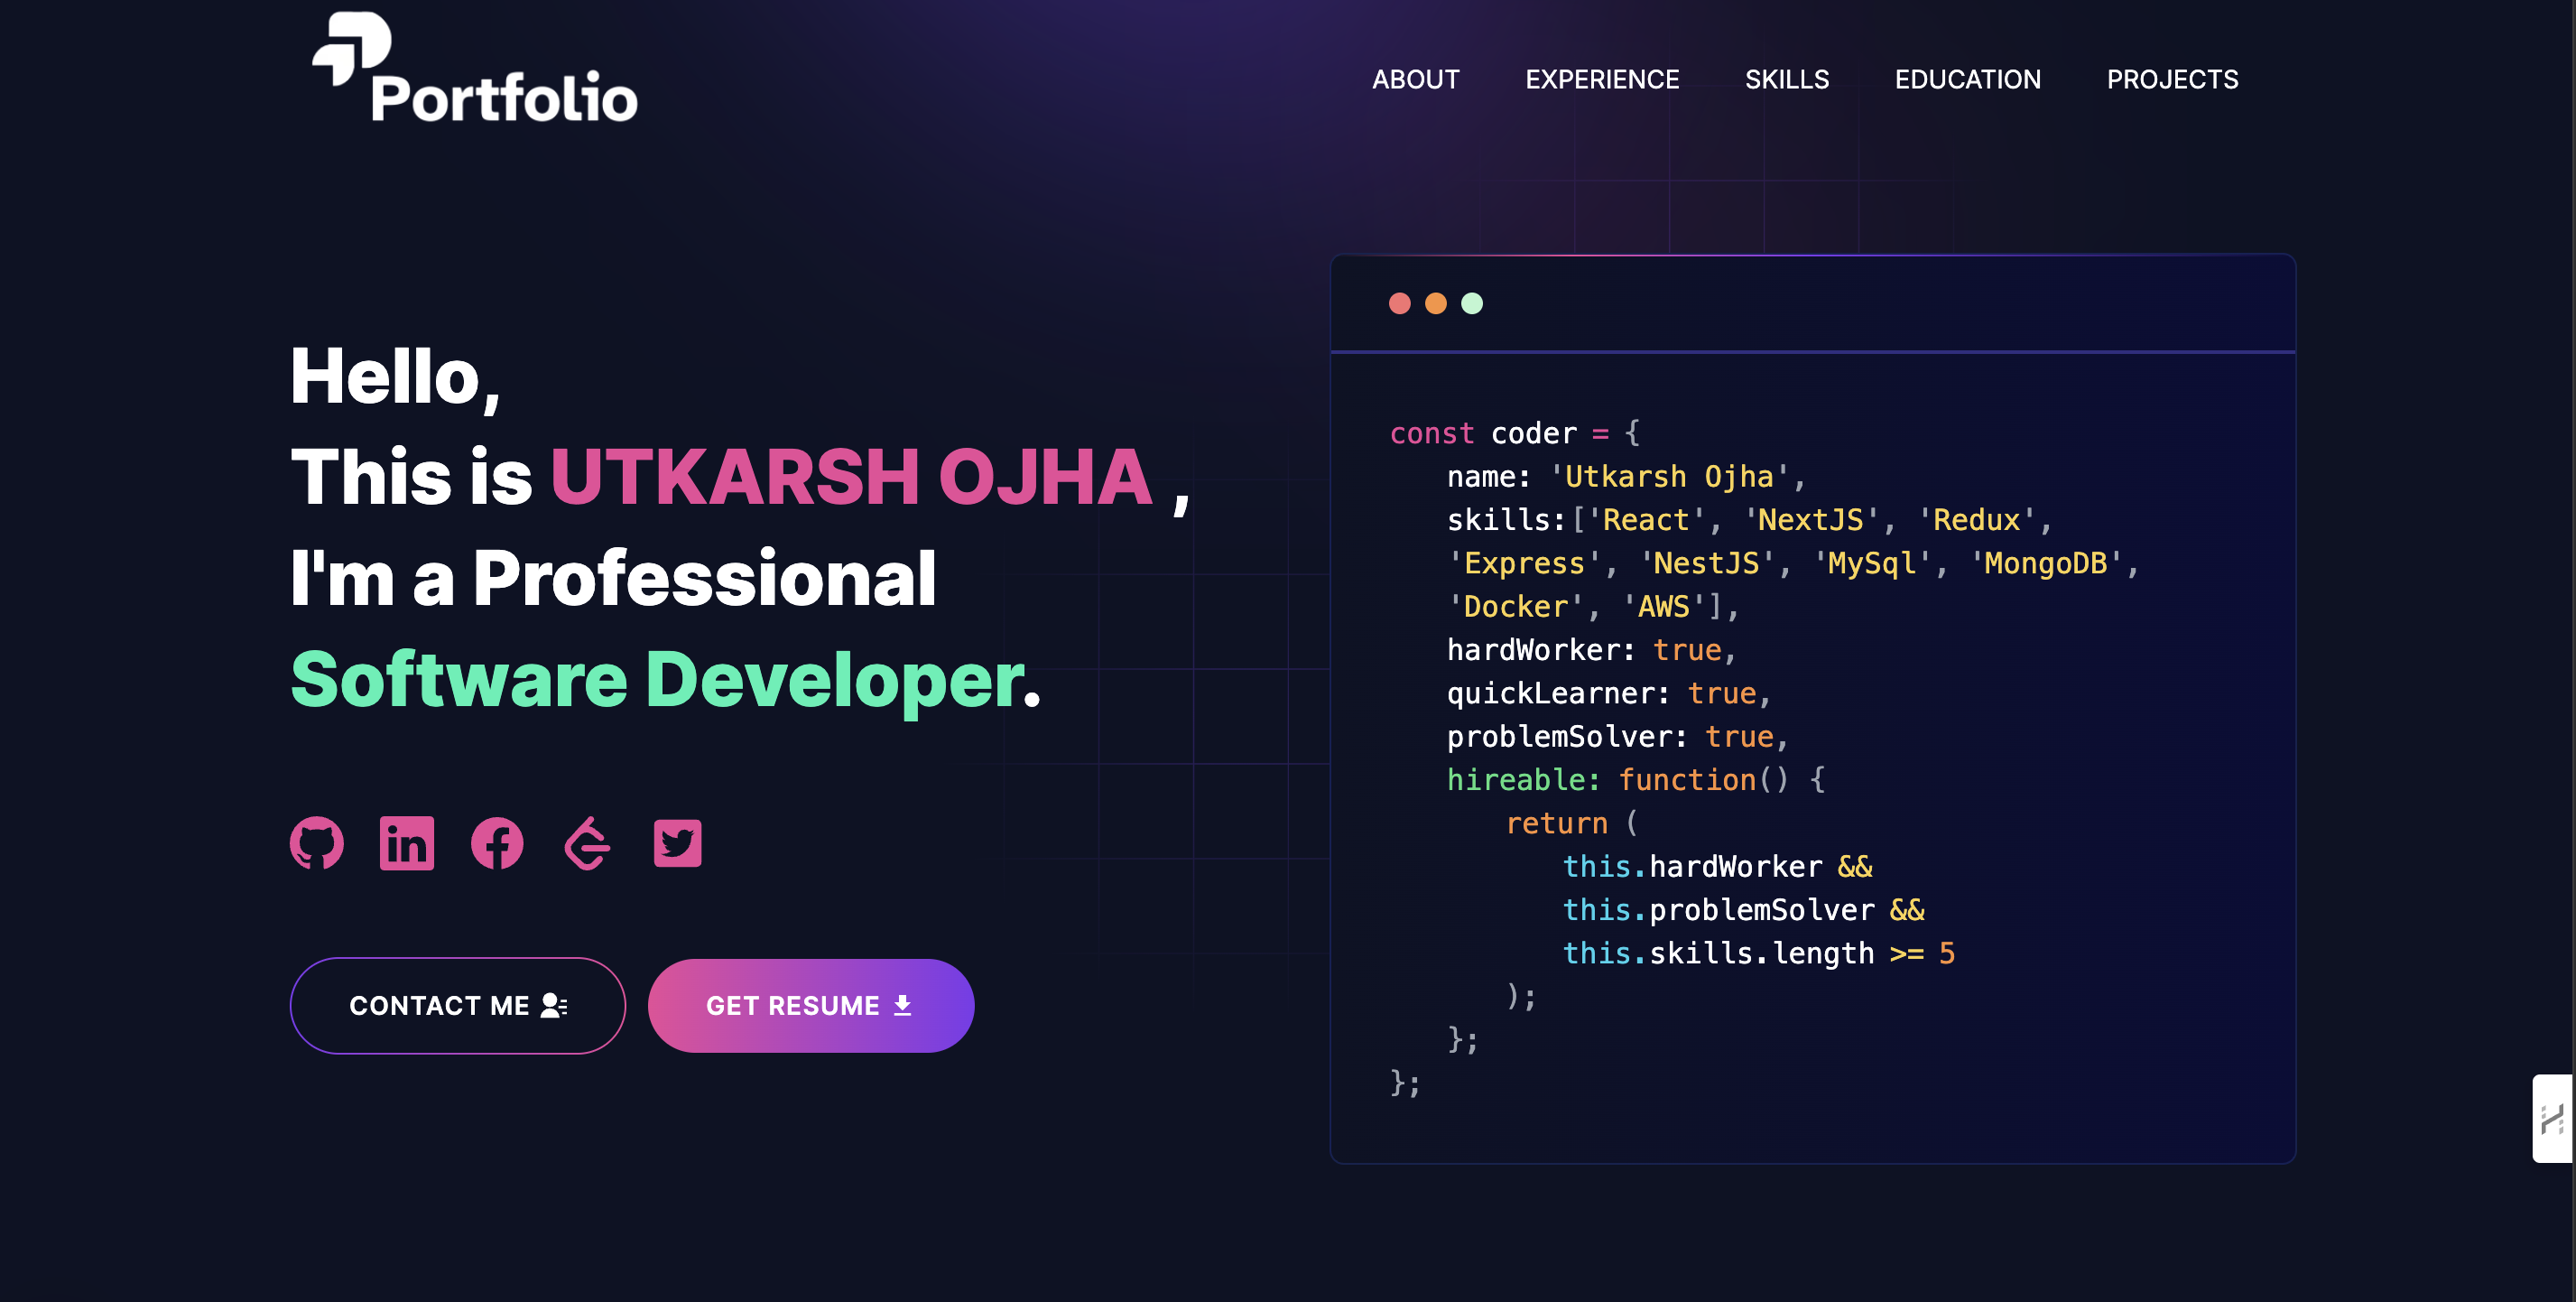 Portfolio
ABOUT EXPERIENCE SKILLS EDUCATION PROJECTS
Hello,
This is UTKARSH OJHA ,
I'm a Professional
Software Developer.
CONTACT ME GET RESUME
const coder = {
name: 'Utkarsh Ojha',
skills:['React', 'NextJS', 'Redux',
'Express', 'NestJS', 'MySql', 'MongoDB',
'Docker', 'AWS'],
hardWorker: true,
quickLearner: true,
problemSolver: true,
hireable: function() {
return (
this.hardWorker &&
this.problemSolver &&
this.skills.length >= 5
);
};
};